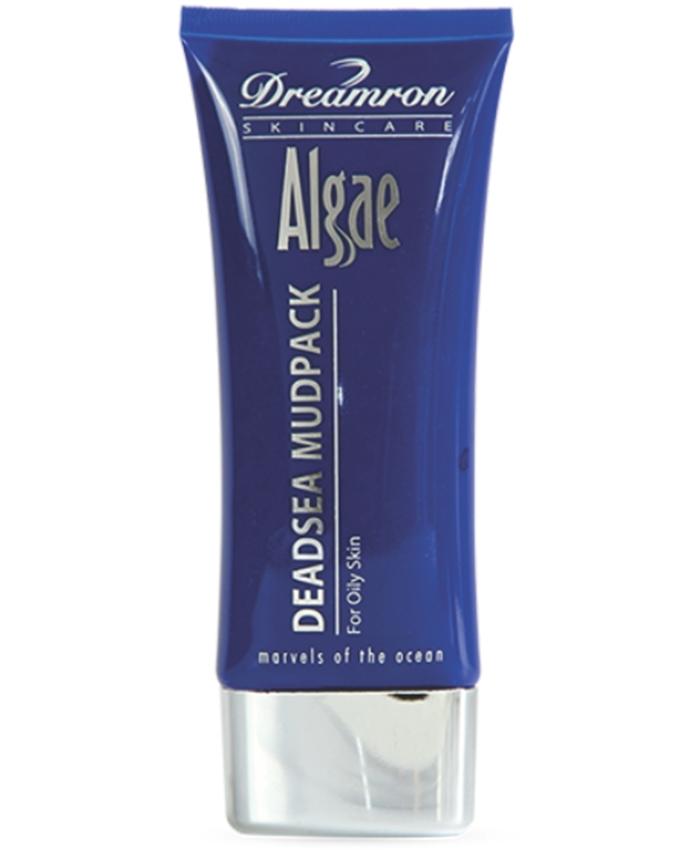 Dreamron
SKINCARE
Algae
DEADSEA MUDPACK
For Oily Skin
marvels of the ocean